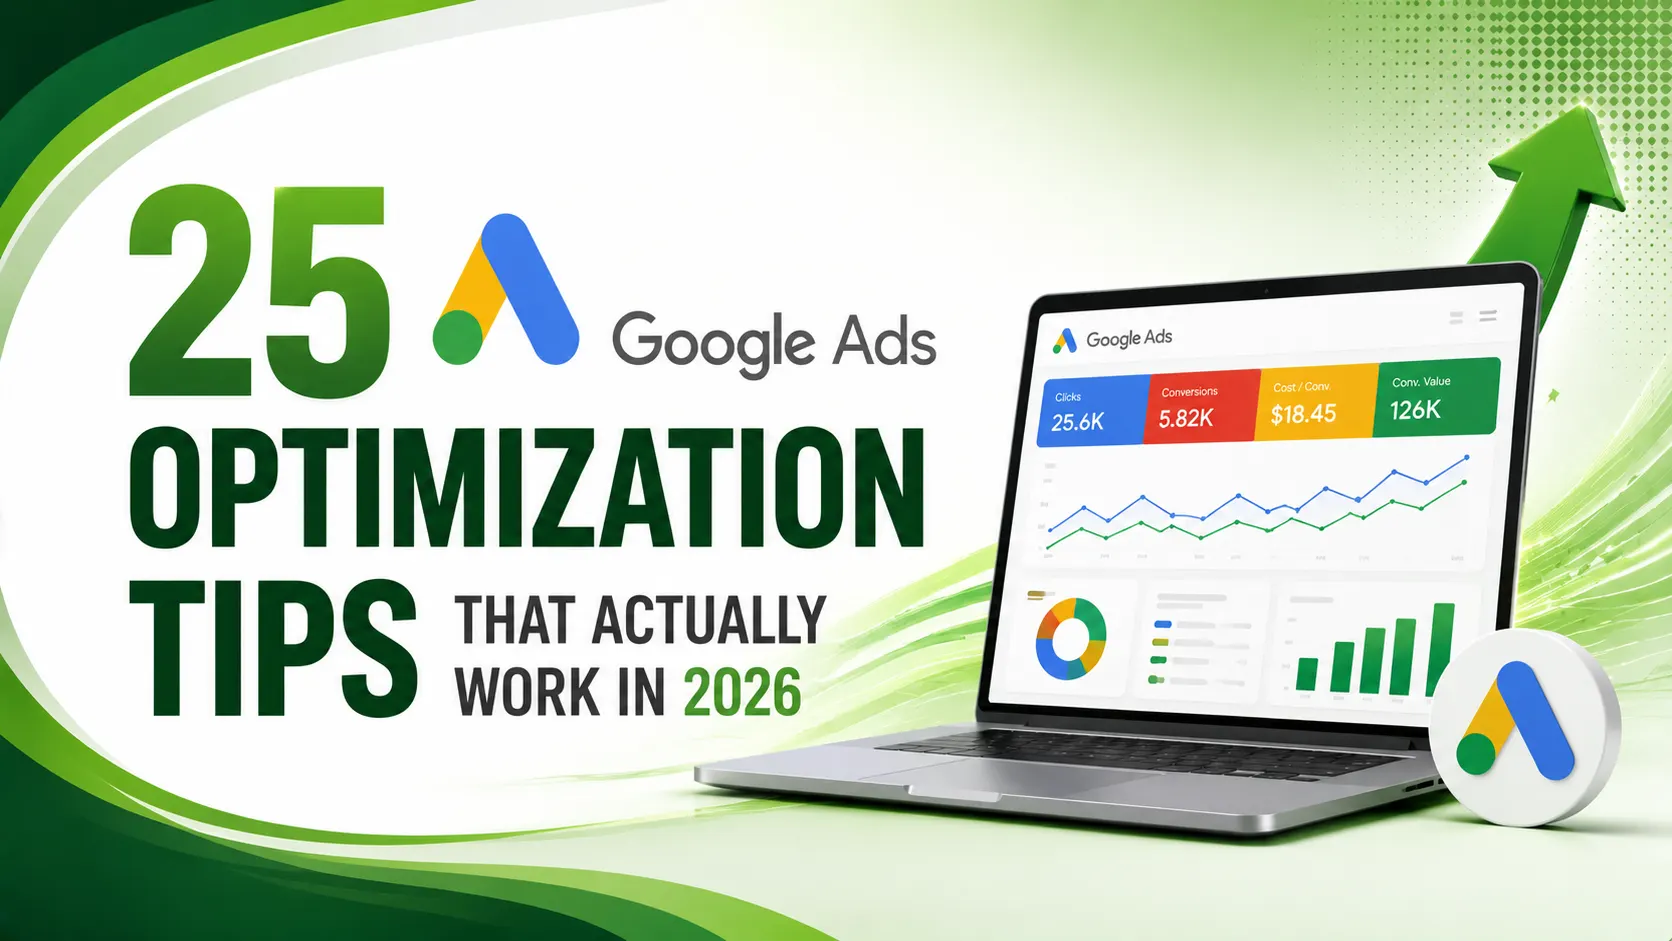 25
Google Ads
OPTIMIZATION
TIPS
THAT ACTUALLY
WORK IN 2026
Google Ads
Clicks
25.6K
Conversions
5.82K
Cost / Conv.
$18.45
Conv. Value
126K